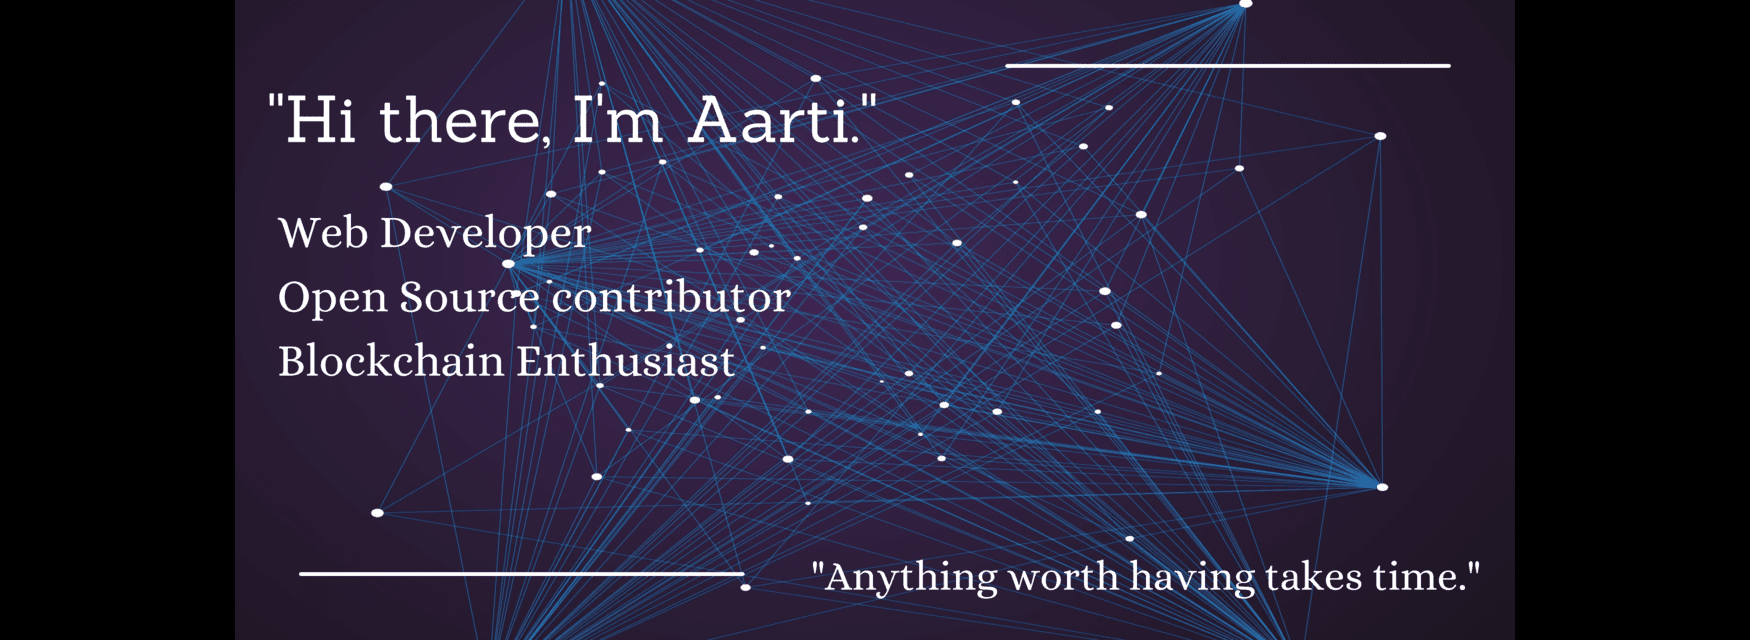 "Hi there, I'm Aarti."
Web Developer
Open Source contributor
Blockchain Enthusiast
"Anything worth having takes time."